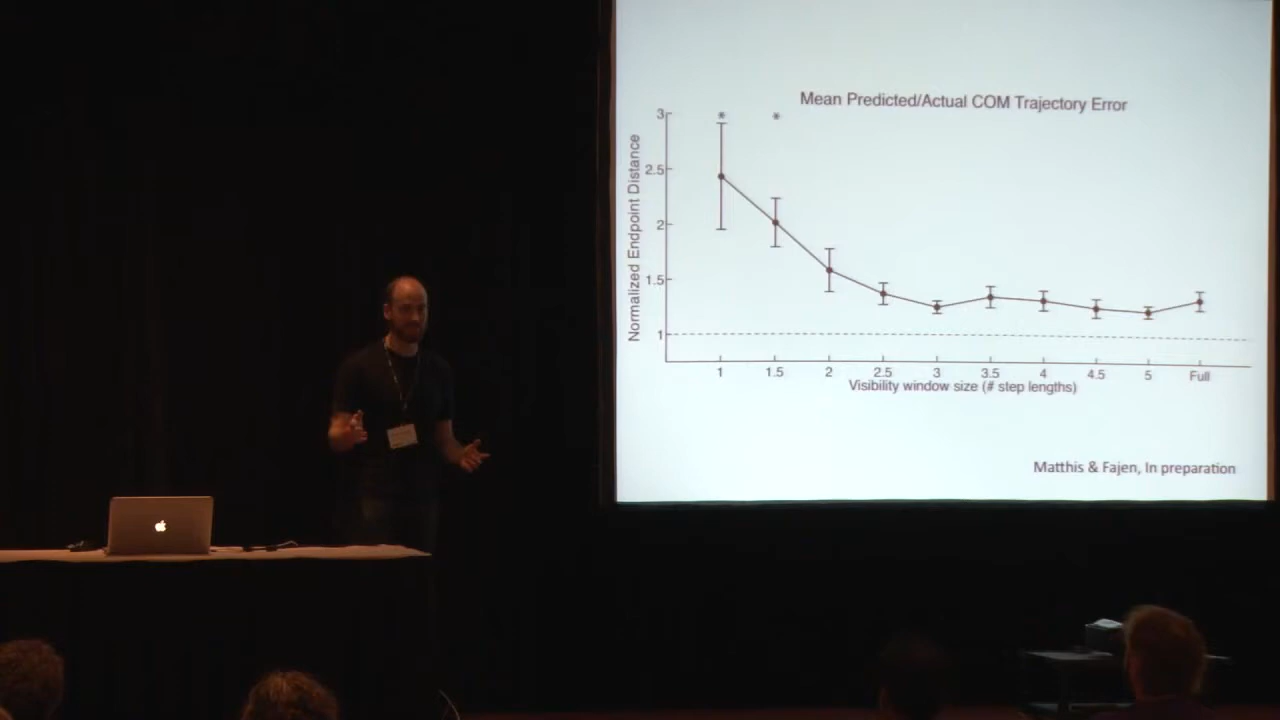 Mean Predicted/Actual COM Trajectory Error
3
* *
2.5
2
1.5
1
Normalized Endpoint Distance
1 1.5 2 2.5 3 3.5 4 4.5 5 Full
Visibility window size (# step lengths)
Matthis & Fajen, In preparation